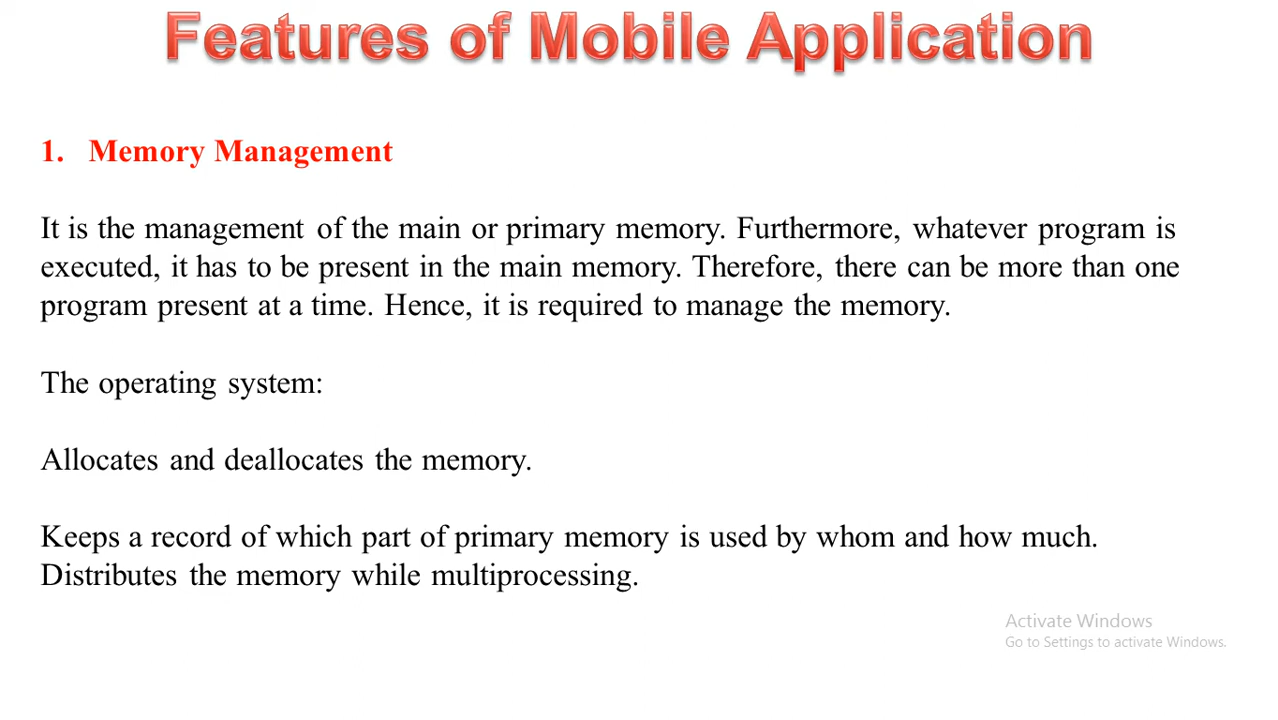 Features of Mobile Application
1. Memory Management
It is the management of the main or primary memory. Furthermore, whatever program is
executed, it has to be present in the main memory. Therefore, there can be more than one
program present at a time. Hence, it is required to manage the memory.
The operating system:
Allocates and deallocates the memory.
Keeps a record of which part of primary memory is used by whom and how much.
Distributes the memory while multiprocessing.
Activate Windows
Go to Settings to activate Windows.